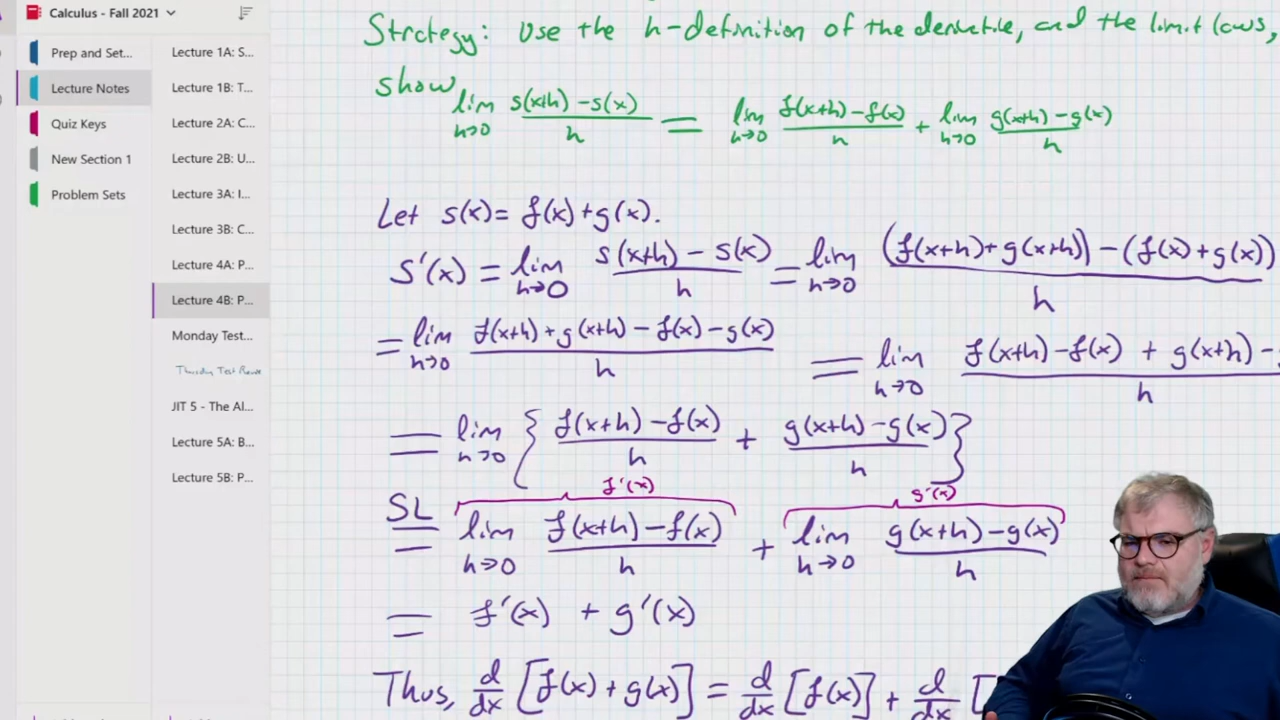 Calculus - Fall 2021
Prep and Set...
Lecture Notes
Quiz Keys
New Section 1
Problem Sets
Lecture 1A: S...
Lecture 1B: T...
Lecture 2A: C...
Lecture 2B: U...
Lecture 3A: I...
Lecture 3B: C...
Lecture 4A: P...
Lecture 4B: P...
Monday Test...
Thursday Test
JIT 5 - The Al...
Lecture 5A: B...
Lecture 5B: P...
Strategy: Use the h-definition of the derivative, and the limit laws,
show lim h→0 s(x+h) - s(x) / h = lim h→0 f(x+h) - f(x) / h + lim h→0 g(x+h) - g(x) / h
Let s(x) = f(x) + g(x).
S'(x) = lim h→0 s(x+h) - s(x) / h = lim h→0 (f(x+h) + g(x+h)) - (f(x) + g(x)) / h
= lim h→0 f(x+h) + g(x+h) - f(x) - g(x) / h = lim h→0 f(x+h) - f(x) + g(x+h) - / h
= lim h→0 { f(x+h) - f(x) / h + g(x+h) - g(x) / h }
f'(x) g'(x)
SL = lim h→0 f(x+h) - f(x) / h + lim h→0 g(x+h) - g(x) / h
= f'(x) + g'(x)
Thus, d/dx [f(x) + g(x)] = d/dx [f(x)] + d/dx [